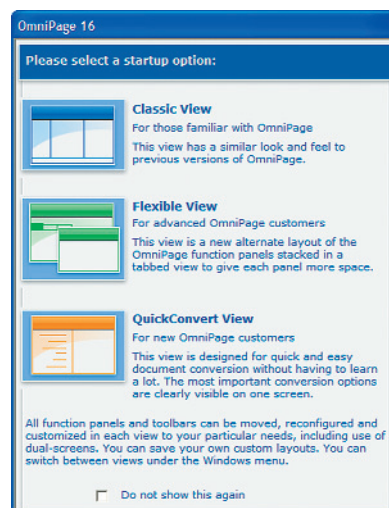 OmniPage 16
Please select a startup option:
Classic View
For those familiar with OmniPage
This view has a similar look and feel to
previous versions of OmniPage.
Flexible View
For advanced OmniPage customers
This view is a new alternate layout of the
OmniPage function panels stacked in a
tabbed view to give each panel more space.
QuickConvert View
For new OmniPage customers
This view is designed for quick and easy
document conversion without having to learn
a lot. The most important conversion options
are clearly visible on one screen.
All function panels and toolbars can be moved, reconfigured and
customized in each view to your particular needs, including use of
dual-screens. You can save your own custom layouts. You can
switch between views under the Windows menu.
Do not show this again